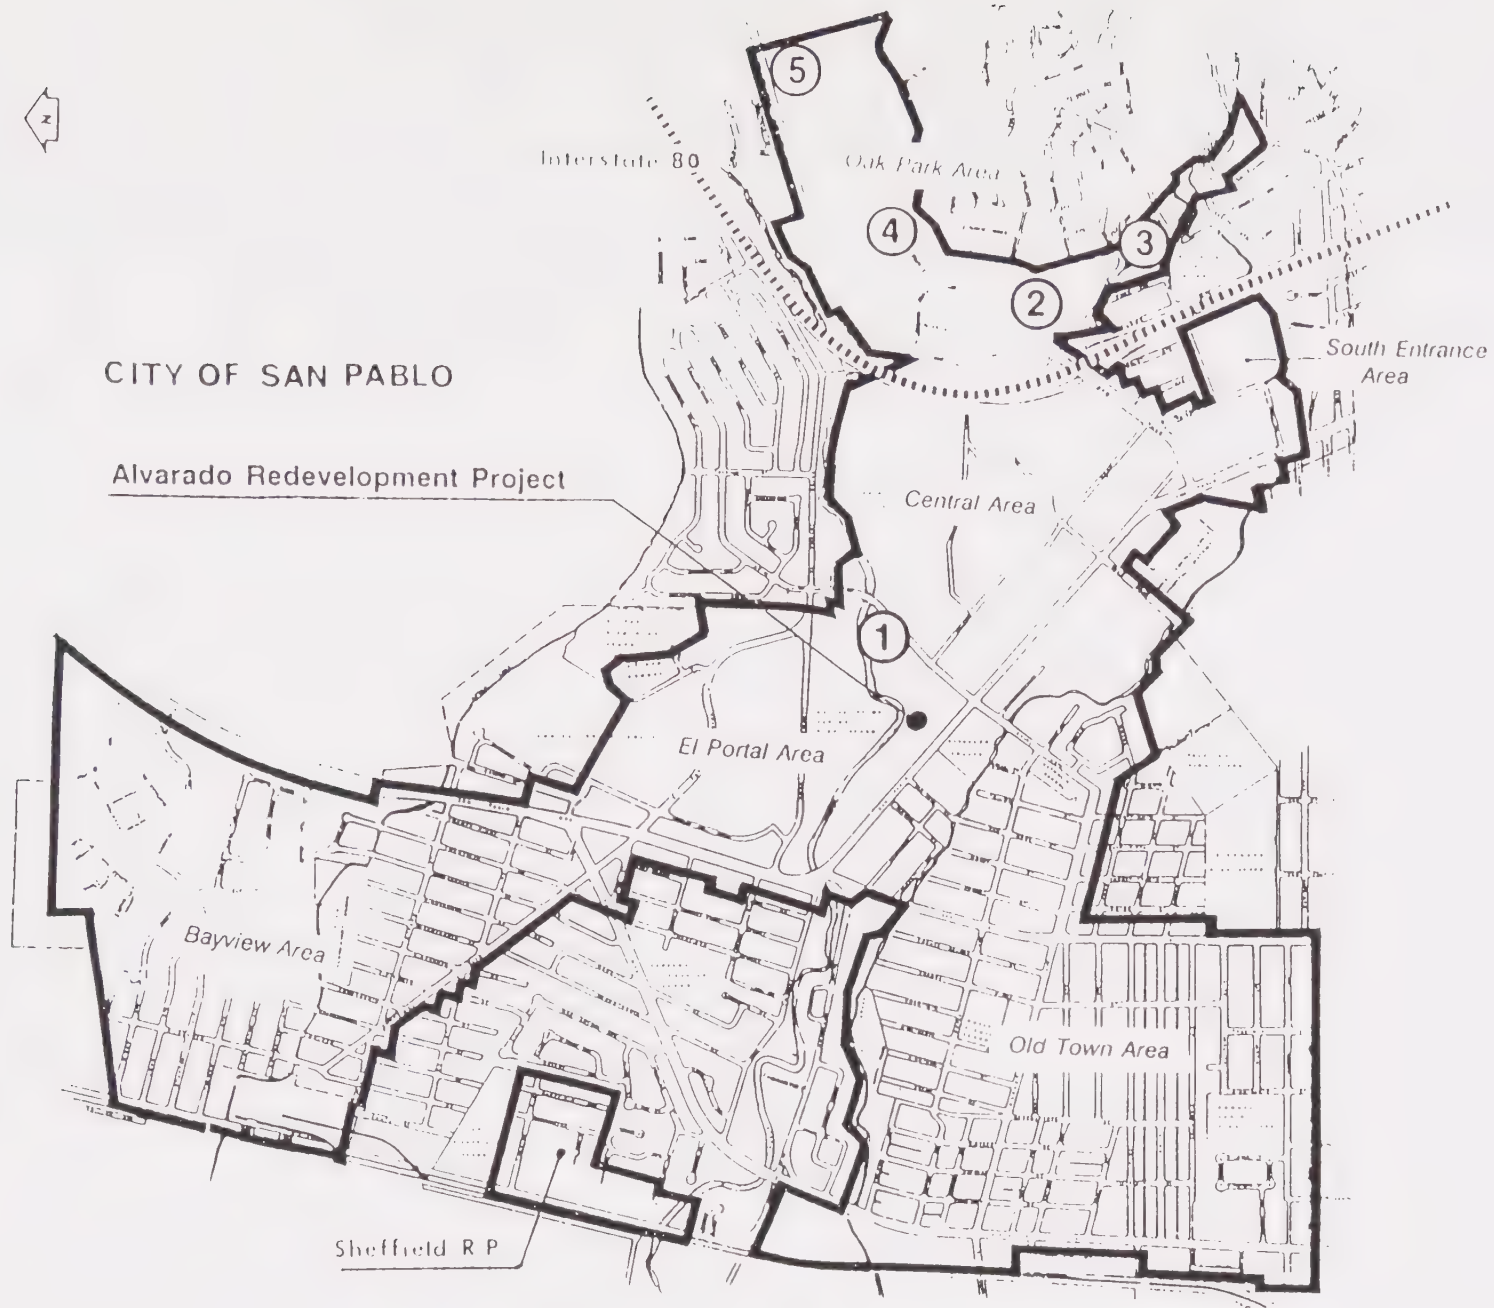 5
N
Interstate 80
Oak Park Area
4
3
2
South Entrance
Area
CITY OF SAN PABLO
Alvarado Redevelopment Project
Central Area
1
El Portal Area
Bayview Area
Old Town Area
Sheffield R P